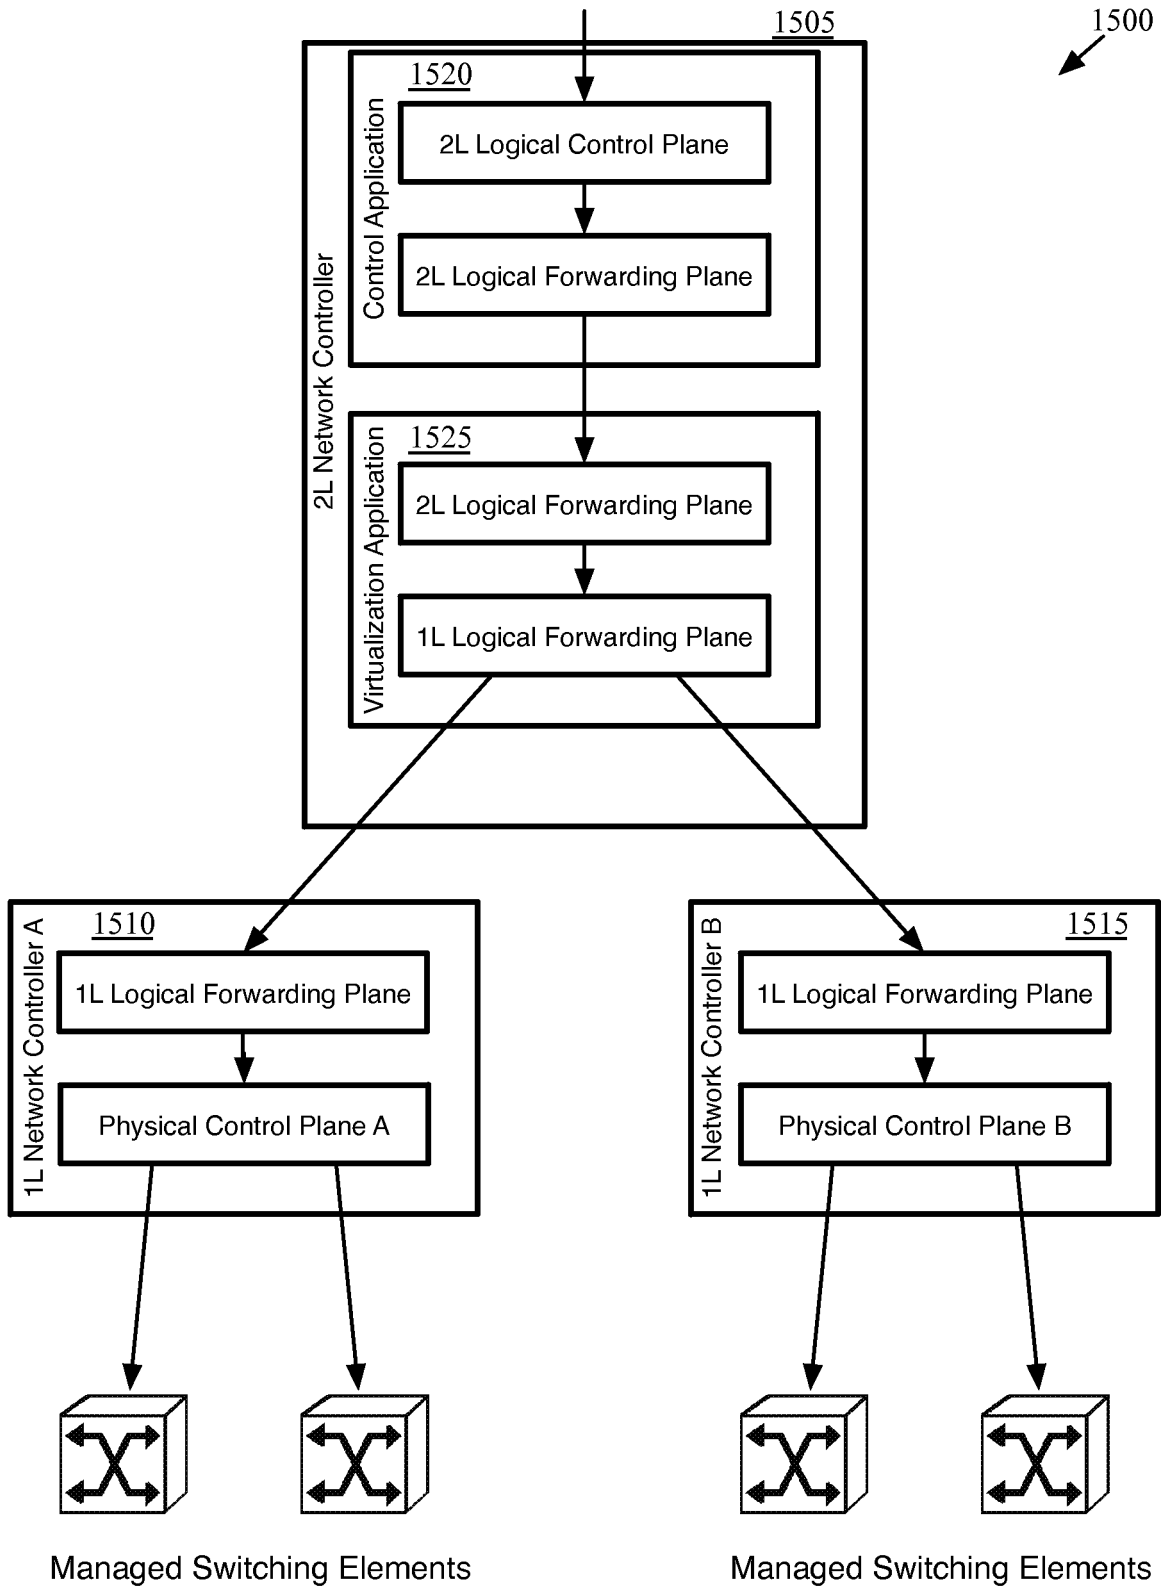 1500
1505
2L Network Controller
1520
Control Application
2L Logical Control Plane
2L Logical Forwarding Plane
1525
Virtualization Application
2L Logical Forwarding Plane
1L Logical Forwarding Plane
1510
1L Network Controller A
1L Logical Forwarding Plane
Physical Control Plane A
1515
1L Network Controller B
1L Logical Forwarding Plane
Physical Control Plane B
Managed Switching Elements
Managed Switching Elements